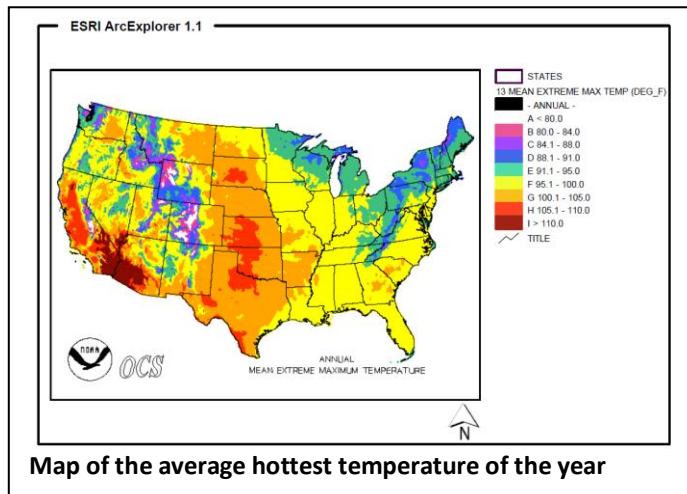 ESRI ArcExplorer 1.1
STATES
13 MEAN EXTREME MAX TEMP (DEG_F)
- ANNUAL -
A < 80.0
B 80.0 - 84.0
C 84.1 - 88.0
D 88.1 - 91.0
E 91.1 - 95.0
F 95.1 - 100.0
G 100.1 - 105.0
H 105.1 - 110.0
I > 110.0
TITLE
NOAA
OCS
ANNUAL
MEAN EXTREME MAXIMUM TEMPERATURE
N
Map of the average hottest temperature of the year